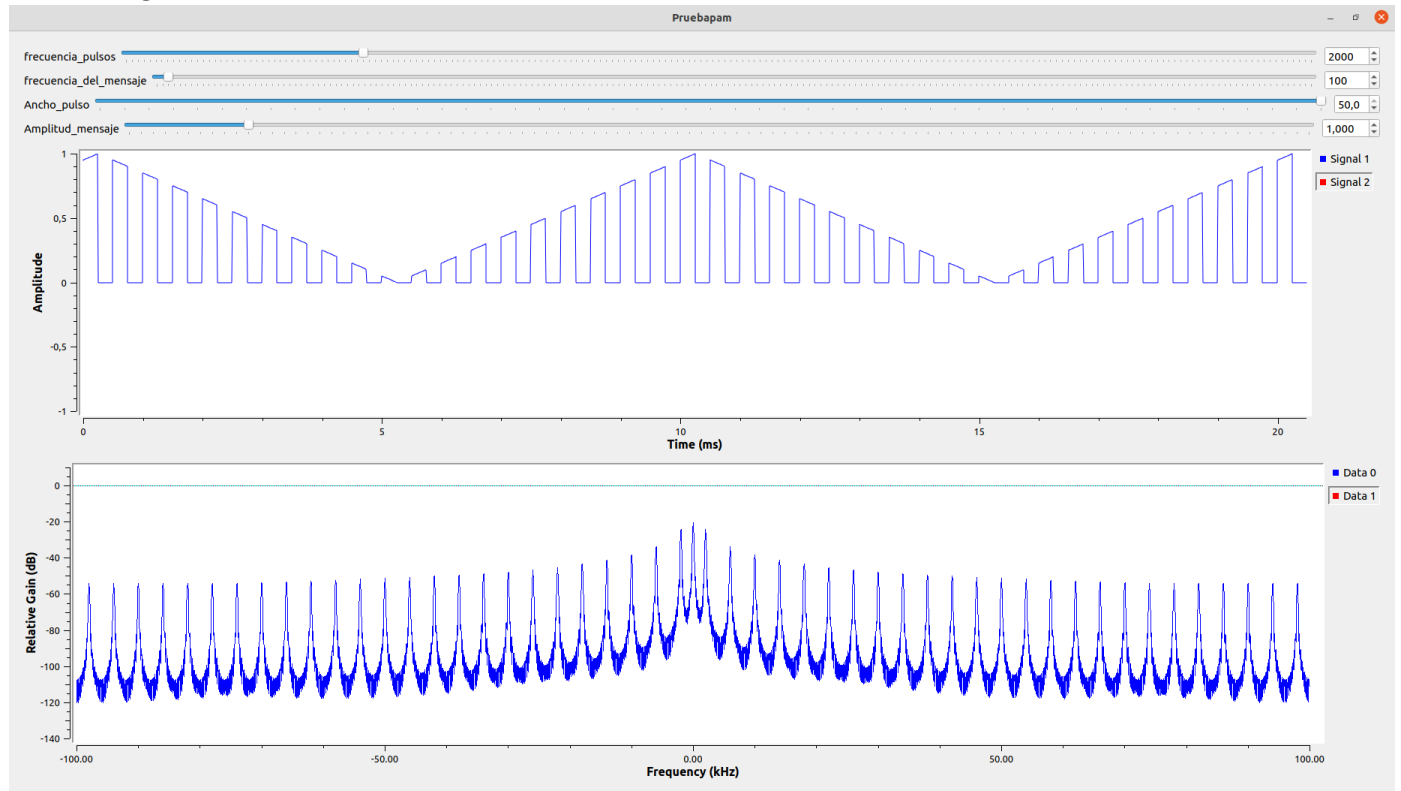 Pruebapam
frecuencia_pulsos 2000
frecuencia_del_mensaje 100
Ancho_pulso 50,0
Amplitud_mensaje 1,000
Signal 1
Signal 2
1
0,5
0
-0,5
-1
Amplitude
0 5 10 15 20
Time (ms)
Data 0
Data 1
0
-20
-40
-60
-80
-100
-120
-140
Relative Gain (dB)
-100.00 -50.00 0.00 50.00 100.00
Frequency (kHz)